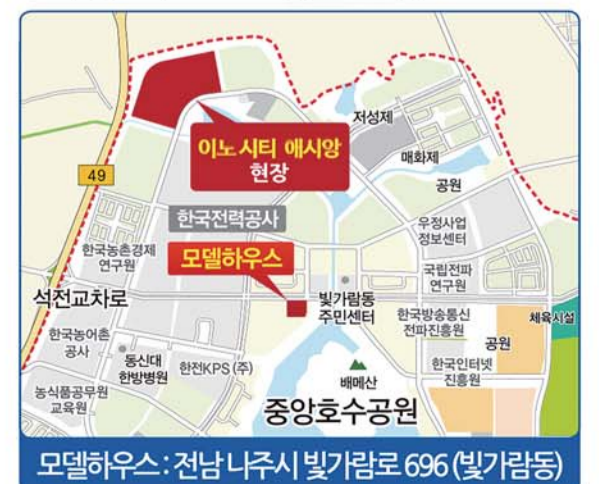 저성제
이노시티 애시앙
현장
매화제
49
공원
한국전력공사
우정사업
정보센터
한국농촌경제
연구원
모델하우스
국립전파
연구원
석전교차로
빛가람동
주민센터
한국방송통신
전파진흥원
체육시설
한국농어촌
공사
공원
동신대
한방병원
한전KPS (주)
한국인터넷
진흥원
배메산
농식품공무원
교육원
중앙호수공원
모델하우스 : 전남 나주시 빛가람로 696 (빛가람동)